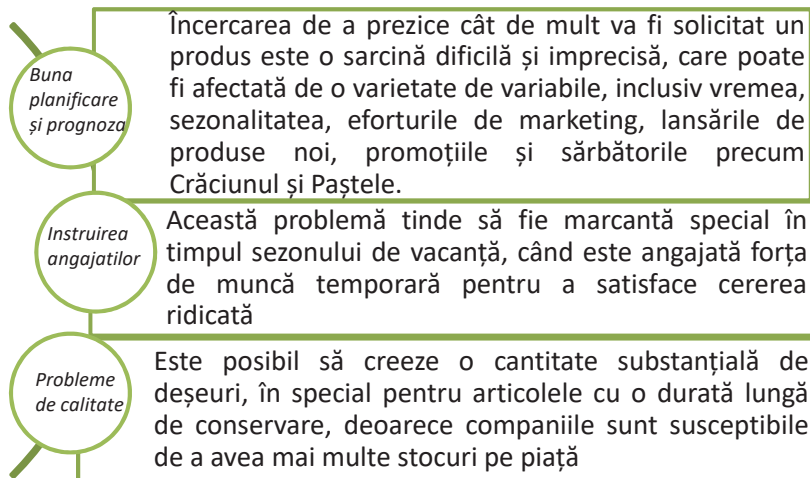 Buna
planificare
și prognoza
Încercarea de a prezice cât de mult va fi solicitat un
produs este o sarcină dificilă și imprecisă, care poate
fi afectată de o varietate de variabile, inclusiv vremea,
sezonalitatea, eforturile de marketing, lansările de
produse noi, promoțiile și sărbătorile precum
Crăciunul și Paștele.
Instruirea
angajatilor
Această problemă tinde să fie marcantă special în
timpul sezonului de vacanță, când este angajată forța
de muncă temporară pentru a satisface cererea
ridicată
Probleme
de calitate
Este posibil să creeze o cantitate substanțială de
deșeuri, în special pentru articolele cu o durată lungă
de conservare, deoarece companiile sunt susceptibile
de a avea mai multe stocuri pe piață